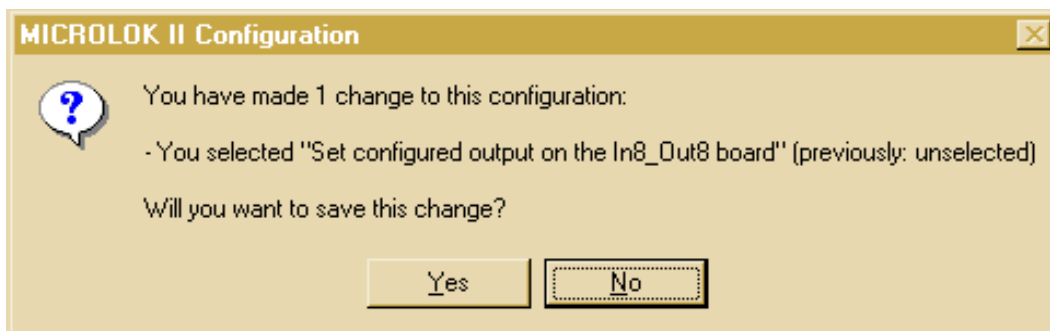 MICROLOK II Configuration
You have made 1 change to this configuration:
- You selected "Set configured output on the In8_Out8 board" (previously: unselected)
Will you want to save this change?
Yes
No